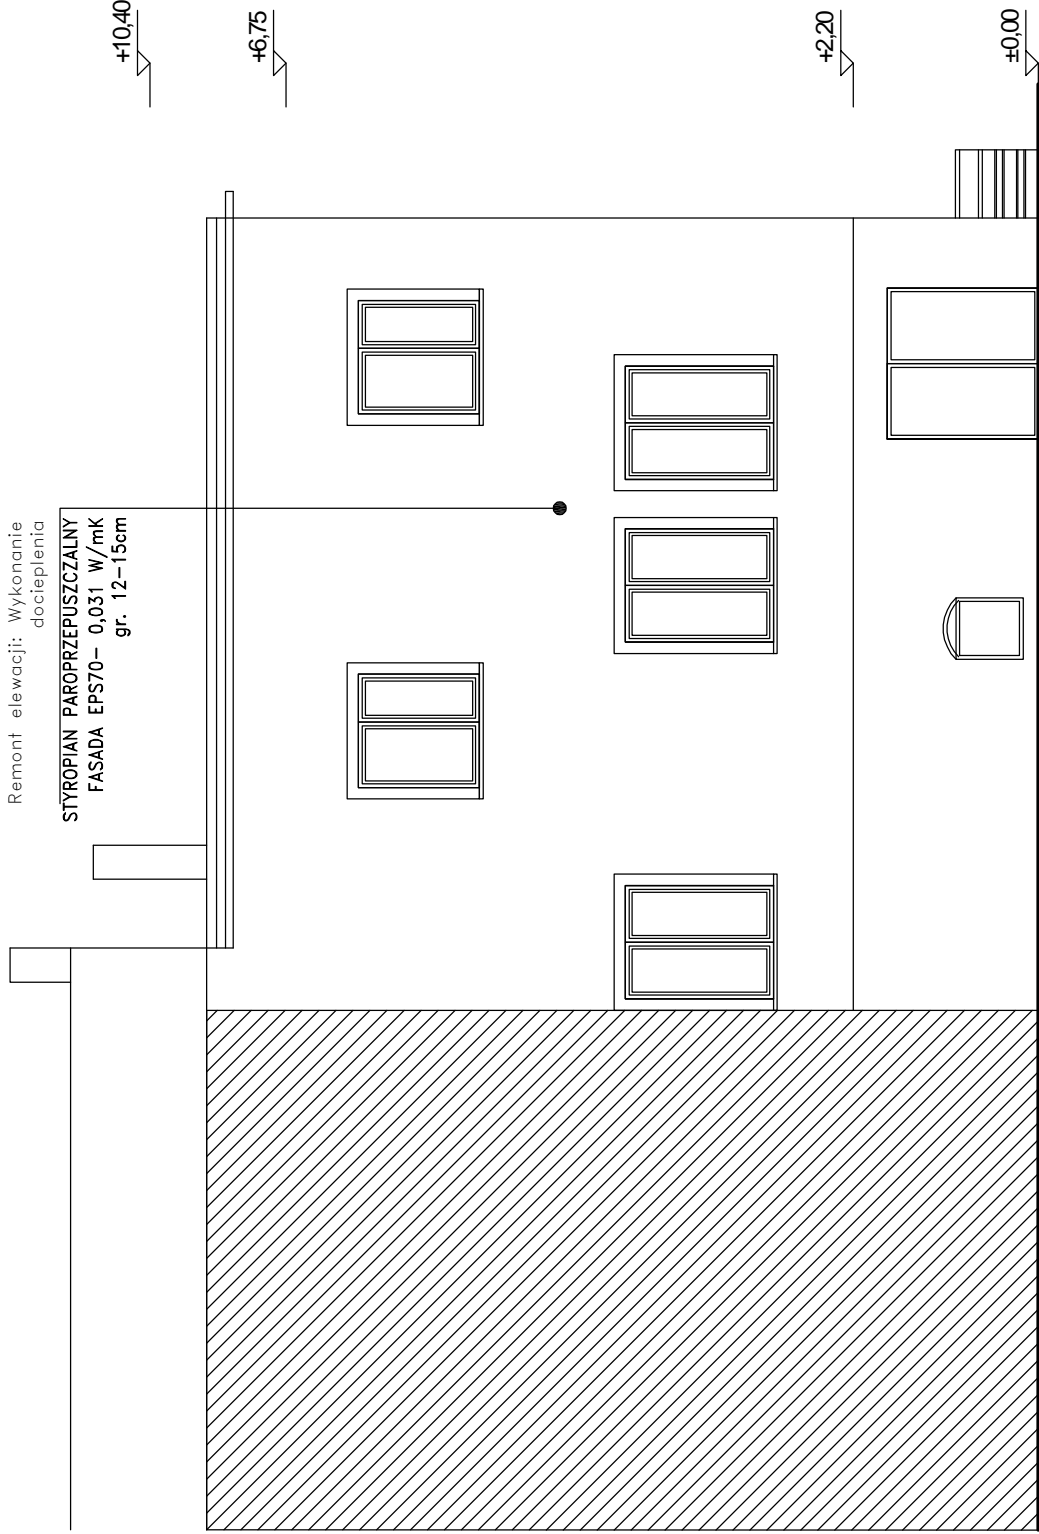 Remont elewacji: Wykonanie
docieplenia
STYROPIAN PAROPRZEPUSZCZALNY
FASADA EPS70- 0,031 W/mK
gr. 12-15cm
+10,40
+6,75
+2,20
±0,00